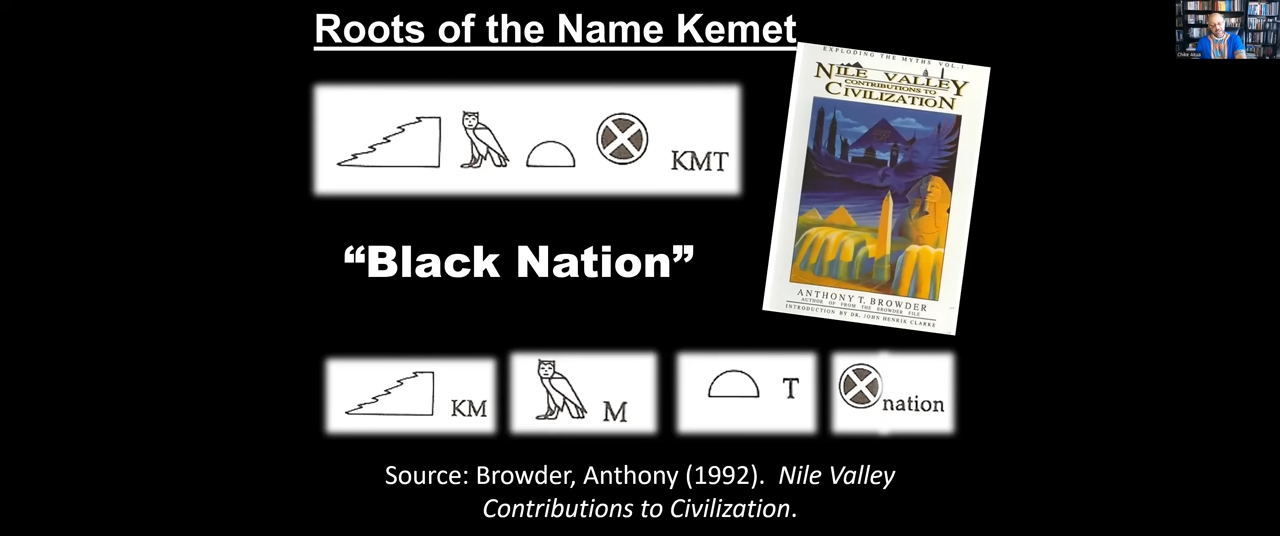 Roots of the Name Kemet
Chike Akua
EXPLODING THE MYTHS VOL.1
NILE VALLEY
CONTRIBUTIONS TO
CIVILIZATION
KMT
“Black Nation”
ANTHONY T. BROWDER
AUTHOR OF FROM THE BROWDER FILE
INTRODUCTION BY DR. JOHN HENRIK CLARKE
KM
M
T
nation
Source: Browder, Anthony (1992). Nile Valley
Contributions to Civilization.